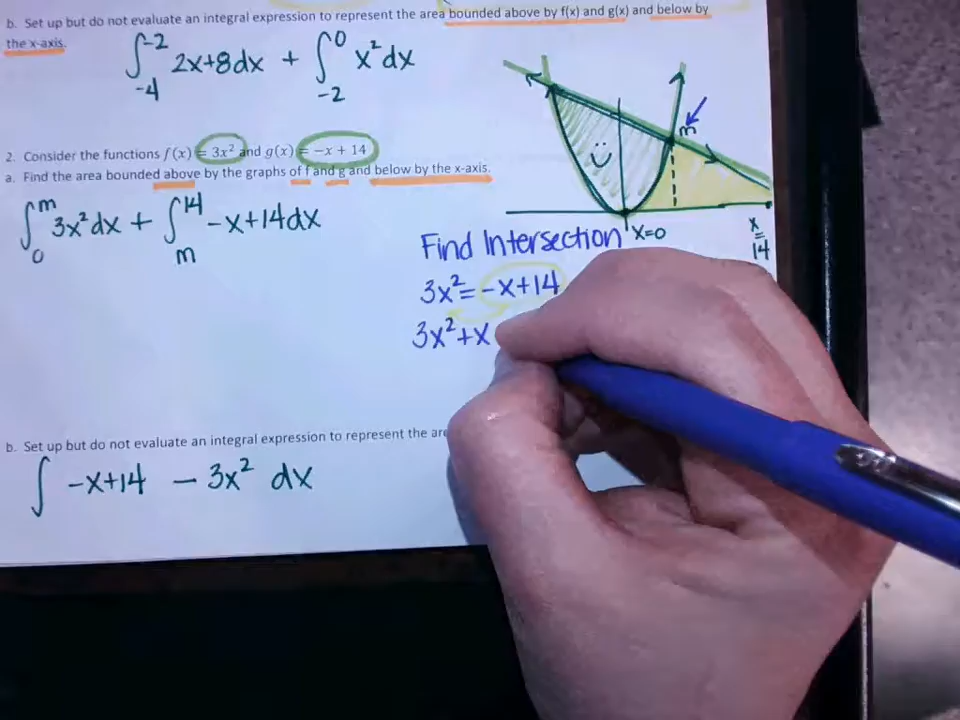 b. Set up but do not evaluate an integral expression to represent the area bounded above by f(x) and g(x) and below by
the x-axis.
∫_{-4}^{-2} 2x+8dx + ∫_{-2}^{0} x²dx
2. Consider the functions f(x) = 3x² and g(x) = −x + 14
a. Find the area bounded above by the graphs of f and g and below by the x-axis.
∫_{0}^{m} 3x²dx + ∫_{m}^{14} -x+14dx
m
x=0
x
=
14
Find Intersection
3x²=-x+14
3x²+x
b. Set up but do not evaluate an integral expression to represent the
∫ -x+14 - 3x² dx